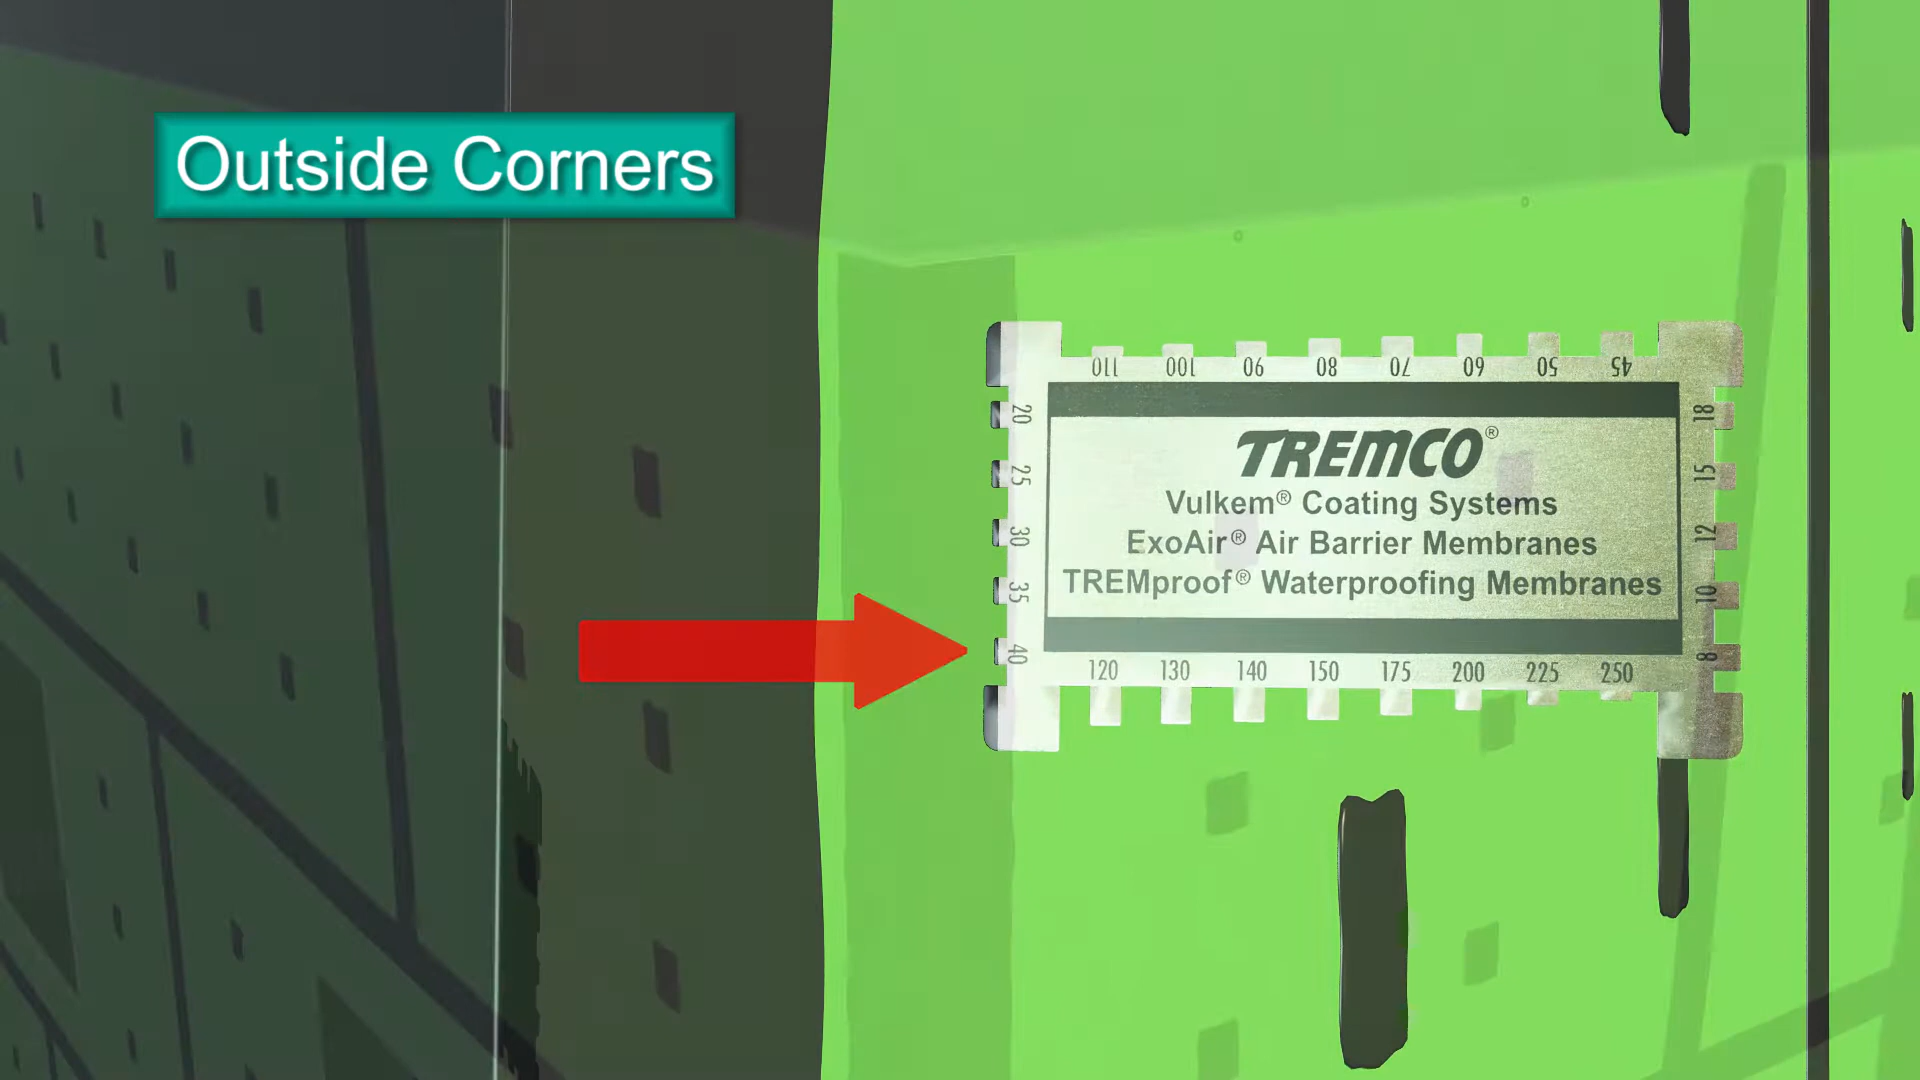 Outside Corners
110 100 90 80 70 60 50 45
20
25
30
35
40
18
15
12
10
8
TREMCO®
Vulkem® Coating Systems
ExoAir® Air Barrier Membranes
TREMproof® Waterproofing Membranes
120 130 140 150 175 200 225 250